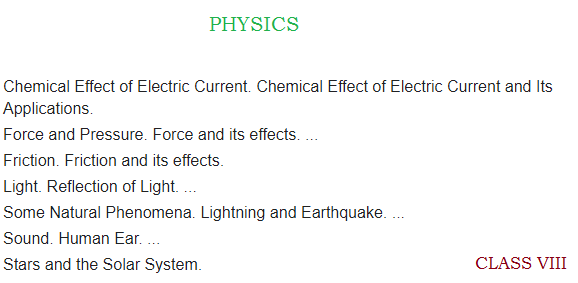 PHYSICS
Chemical Effect of Electric Current. Chemical Effect of Electric Current and Its
Applications.
Force and Pressure. Force and its effects. ...
Friction. Friction and its effects.
Light. Reflection of Light. ...
Some Natural Phenomena. Lightning and Earthquake. ...
Sound. Human Ear. ...
Stars and the Solar System.
CLASS VIII